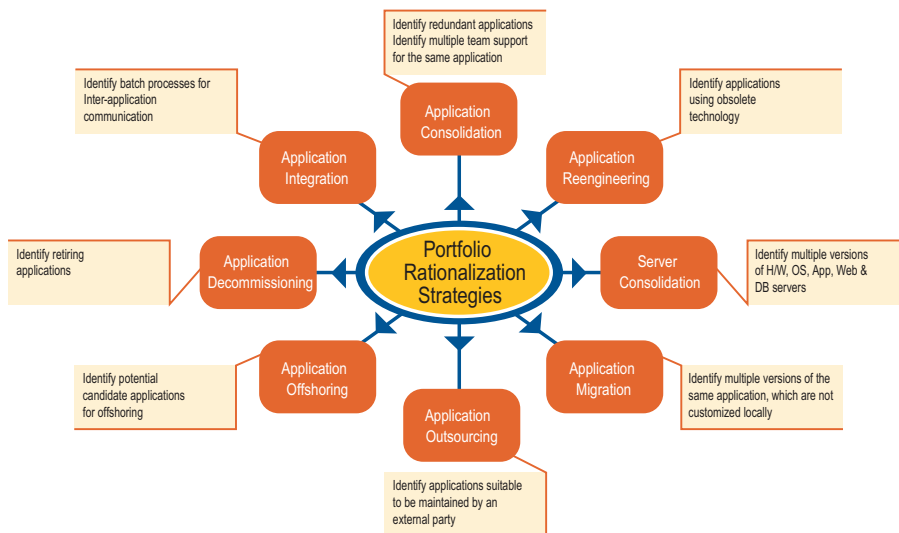 Identify redundant applications
Identify multiple team support
for the same application
Application
Consolidation
Identify batch processes for
Inter-application
communication
Application
Integration
Identify applications
using obsolete
technology
Application
Reengineering
Portfolio
Rationalization
Strategies
Identify retiring
applications
Application
Decommissioning
Server
Consolidation
Identify multiple versions
of H/W, OS, App, Web &
DB servers
Identify potential
candidate applications
for offshoring
Application
Offshoring
Application
Outsourcing
Identify applications suitable
to be maintained by an
external party
Application
Migration
Identify multiple versions of the
same application, which are not
customized locally